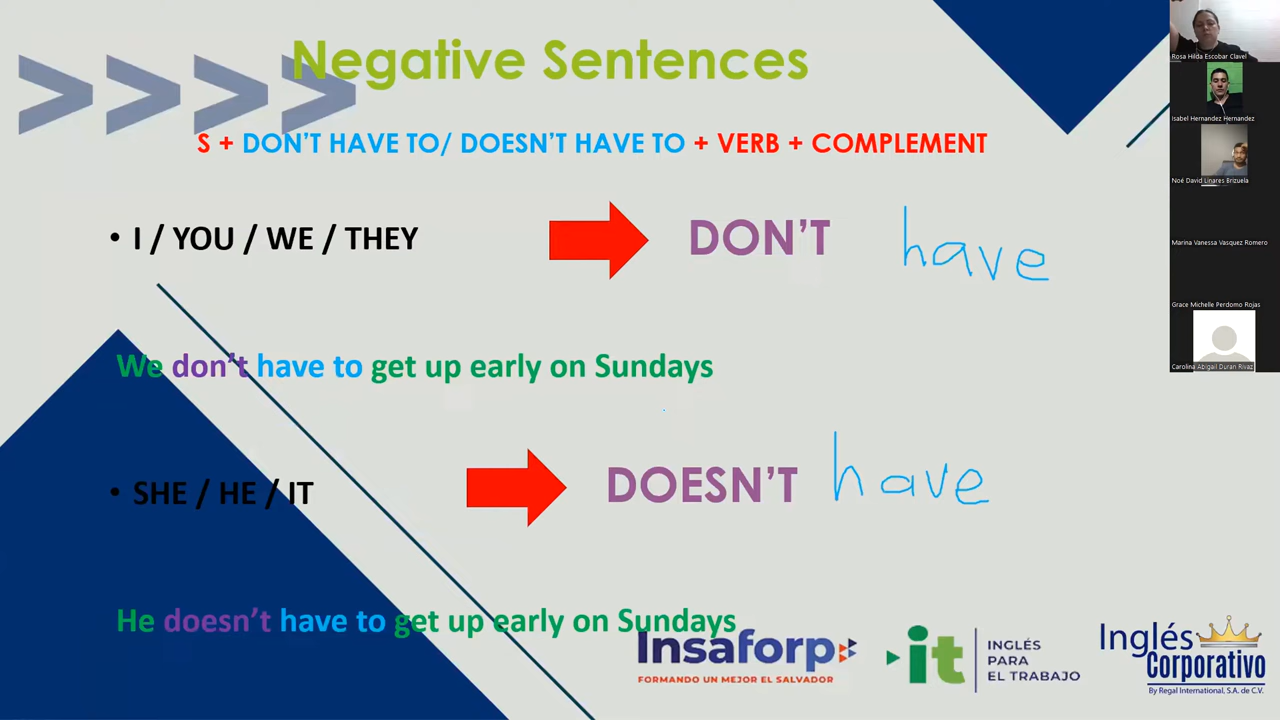 Negative Sentences
S + DON'T HAVE TO/ DOESN'T HAVE TO + VERB + COMPLEMENT
• I / YOU / WE / THEY
DON'T have
We don't have to get up early on Sundays
• SHE / HE / IT
DOESN'T have
He doesn't have to get up early on Sundays
Insaforp
FORMANDO UN MEJOR EL SALVADOR
it
INGLÉS
PARA
EL TRABAJO
Inglés
Corporativo
By Regal International, S.A. de C.V.
Rosa Hilda Escobar Clavel
Isabel Hernandez Hernandez
Noé David Linares Brizuela
Marina Vanessa Vasquez Romero
Grace Michelle Perdomo Rojas
Carolina Abigail Duran Rivaz